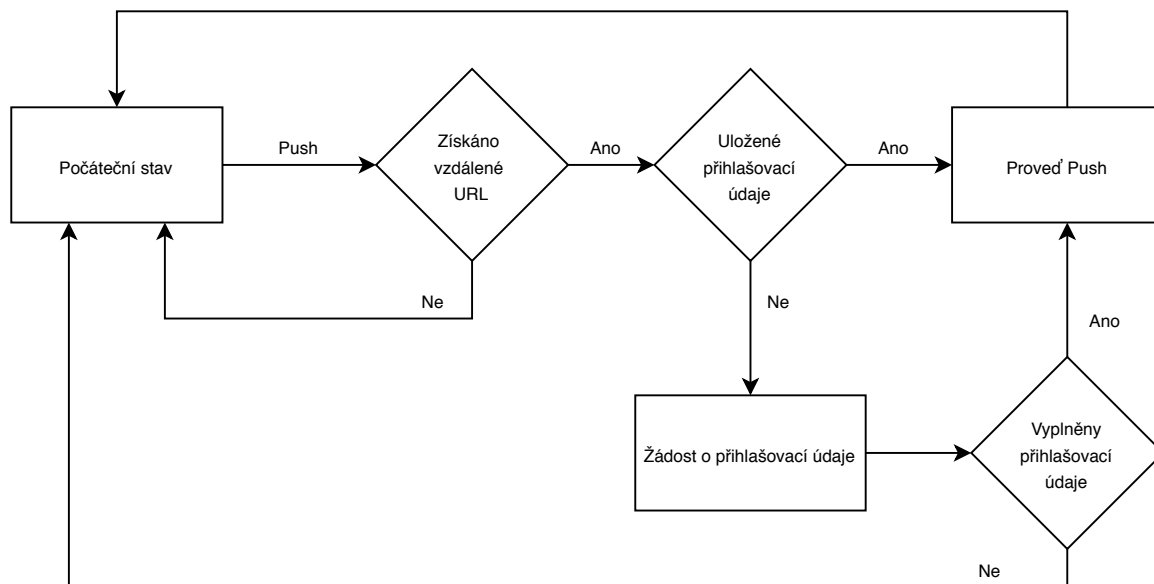 Počáteční stav
Push
Získáno
vzdálené
URL
Ano
Uložené
přihlašovací
údaje
Ano
Proveď Push
Ne
Ne
Ano
Žádost o přihlašovací údaje
Vyplněny
přihlašovací
údaje
Ne